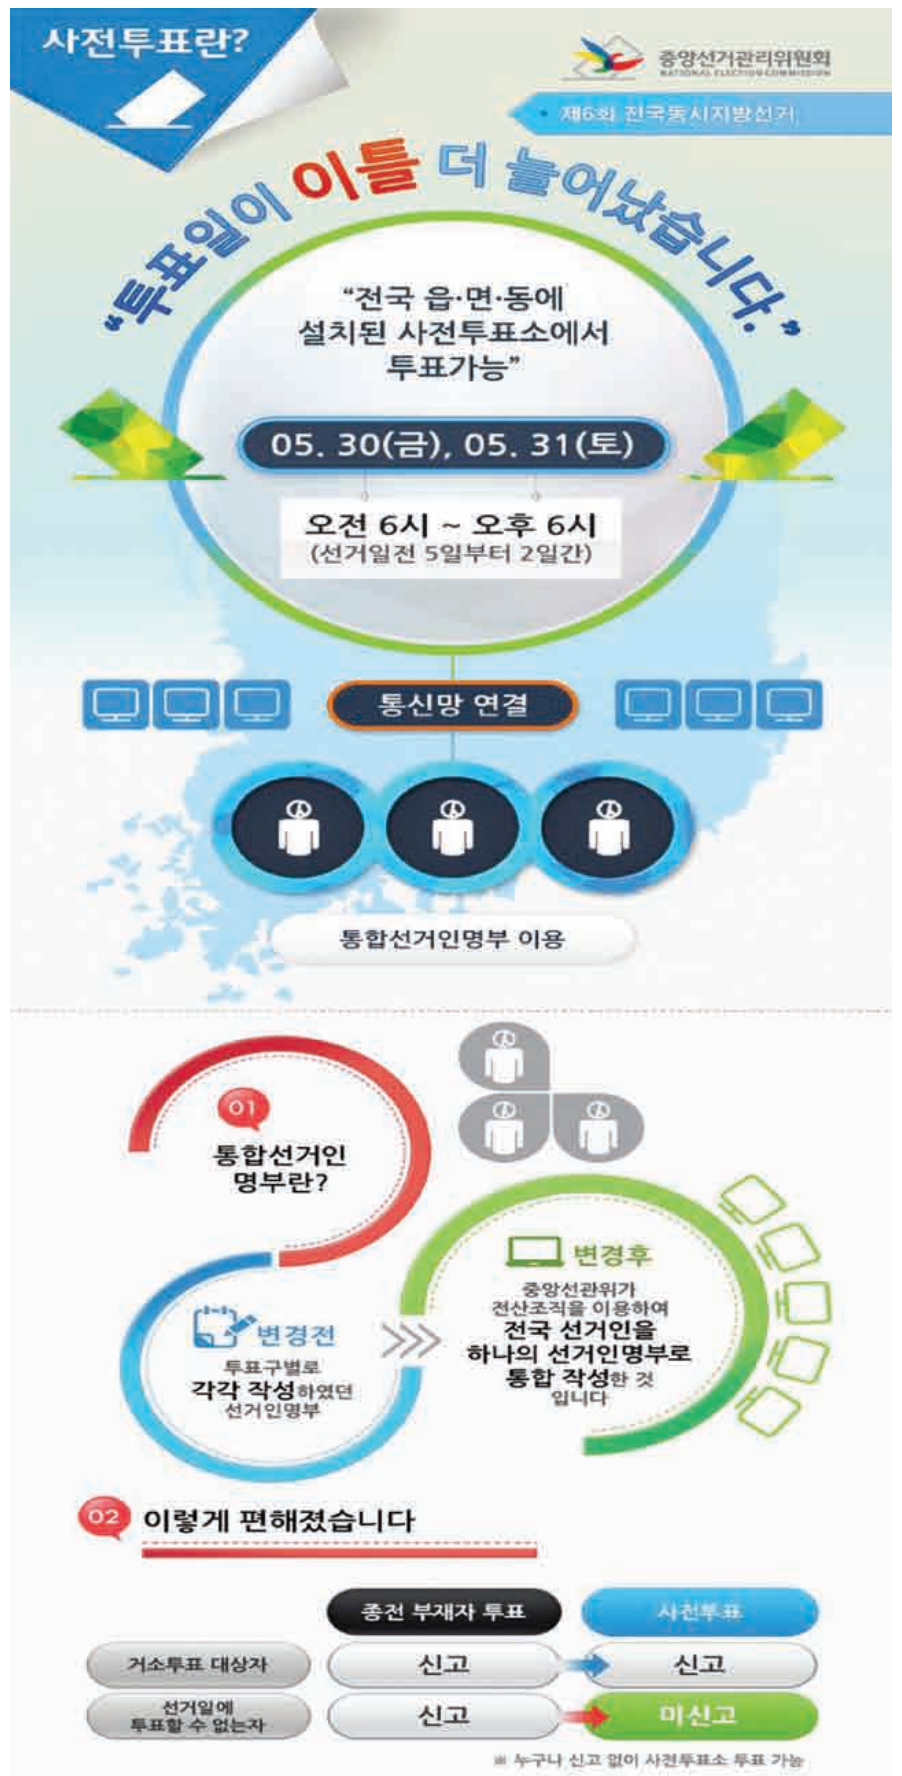 사전투표란?
중앙선거관리위원회
NATIONAL ELECTION COMMISSION
• 제6회 전국동시지방선거
“투표일이 이틀 더 늘어났습니다.”
“전국 읍·면·동에
설치된 사전투표소에서
투표가능”
05. 30(금), 05. 31(토)
오전 6시 ~ 오후 6시
(선거일전 5일부터 2일간)
통신망 연결
통합선거인명부 이용
01
통합선거인
명부란?
변경전
투표구별로
각각 작성하였던
선거인명부
변경후
중앙선관위가
전산조직을 이용하여
전국 선거인을
하나의 선거인명부로
통합 작성한 것
입니다
02 이렇게 편해졌습니다
종전 부재자 투표 사전투표
거소투표 대상자 신고 신고
선거일에
투표할 수 없는자 신고 미신고
※ 누구나 신고 없이 사전투표소 투표 가능